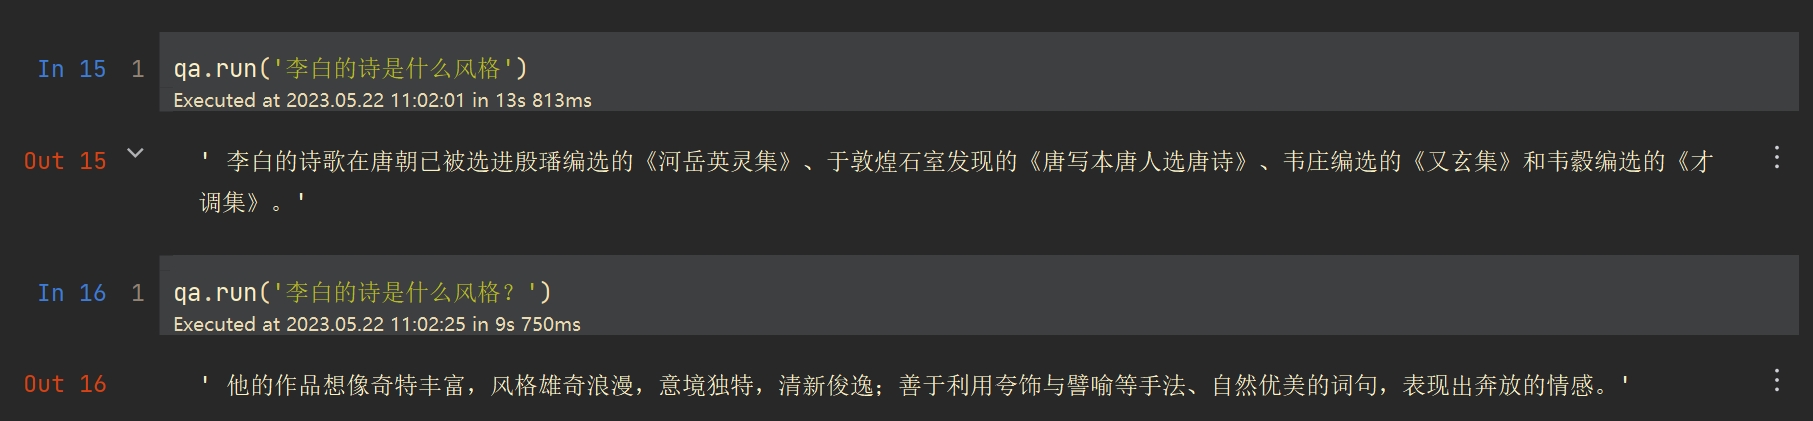 In 15 1 qa.run('李白的诗是什么风格')
Executed at 2023.05.22 11:02:01 in 13s 813ms
Out 15 ' 李白的诗歌在唐朝已被选进殷璠编选的《河岳英灵集》、于敦煌石室发现的《唐写本唐人选唐诗》、韦庄编选的《又玄集》和韦縠编选的《才
调集》。'
In 16 1 qa.run('李白的诗是什么风格？')
Executed at 2023.05.22 11:02:25 in 9s 750ms
Out 16 ' 他的作品想像奇特丰富，风格雄奇浪漫，意境独特，清新俊逸；善于利用夸饰与譬喻等手法、自然优美的词句，表现出奔放的情感。'